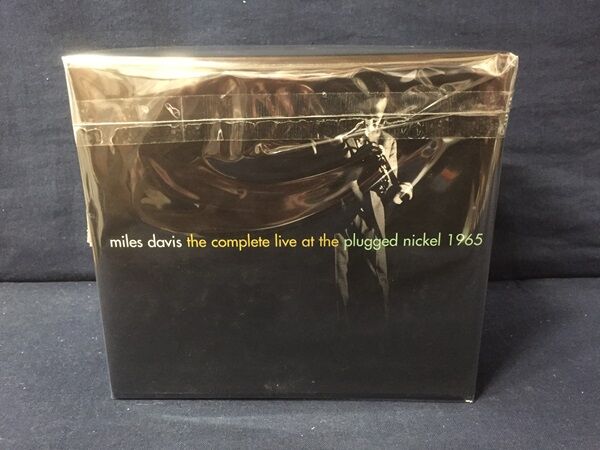 miles davis the complete live at the plugged nickel 1965